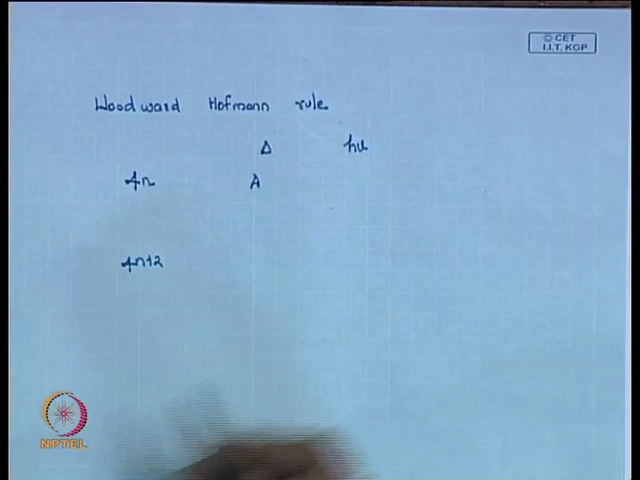 © CET
I.I.T. KGP
Woodward Hofmann rule
Δ hν
4n A
4n+2
NPTEL